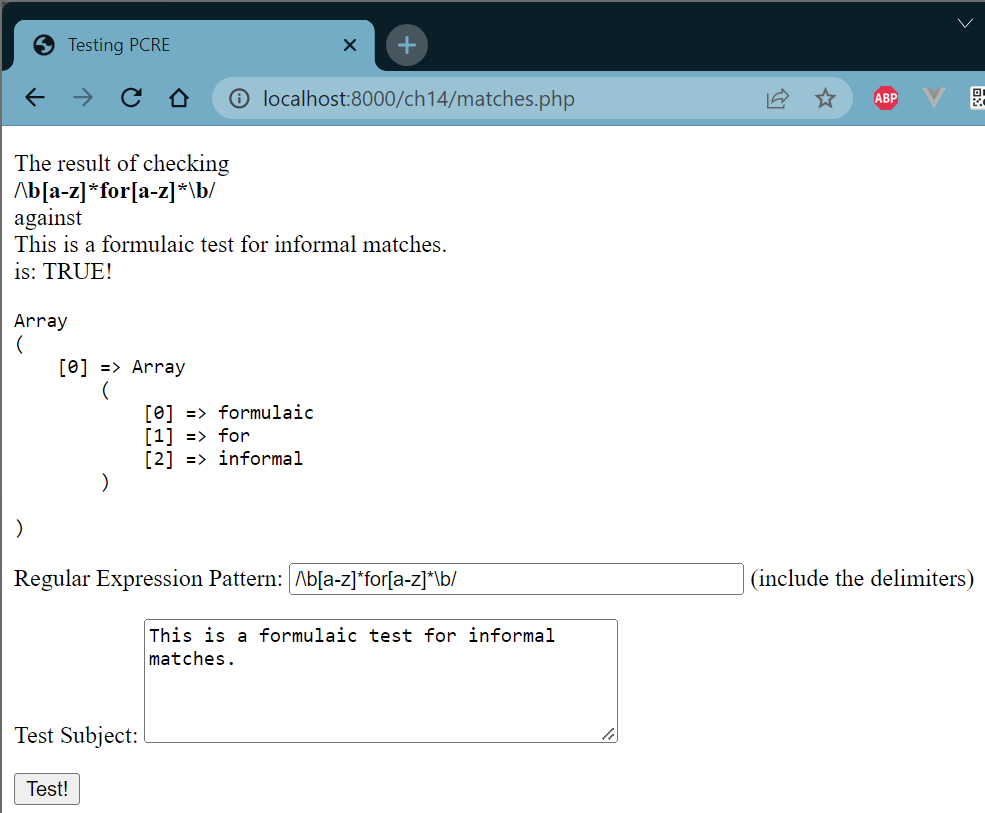 Testing PCRE
localhost:8000/ch14/matches.php
ABP
The result of checking
/\b[a-z]*for[a-z]*\b/
against
This is a formulaic test for informal matches.
is: TRUE!
Array
(
    [0] => Array
        (
            [0] => formulaic
            [1] => for
            [2] => informal
        )
)
Regular Expression Pattern: /\b[a-z]*for[a-z]*\b/ (include the delimiters)
This is a formulaic test for informal
matches.
Test Subject:
Test!